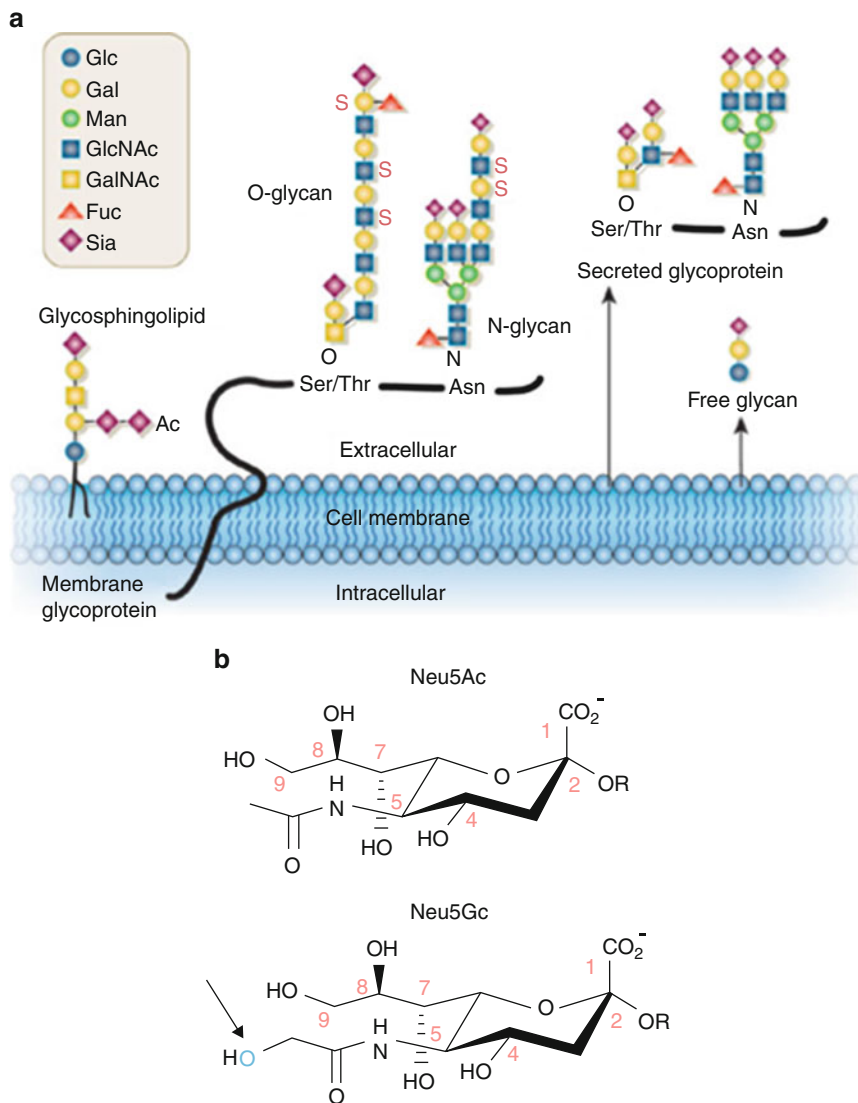 a
Glc
Gal
Man
GlcNAc
GalNAc
Fuc
Sia
O-glycan
S
S
S
S
S
N-glycan
O
N
Ser/Thr
Asn
O
N
Ser/Thr
Asn
Secreted glycoprotein
Free glycan
Glycosphingolipid
Ac
Extracellular
Cell membrane
Membrane
glycoprotein
Intracellular
b
Neu5Ac
OH
CO2-
1
HO
8
7
O
9
H
N
5
2
OR
HO
4
HO
O
Neu5Gc
OH
CO2-
1
HO
8
7
O
9
H
N
5
2
OR
HO
HO
4
HO
O